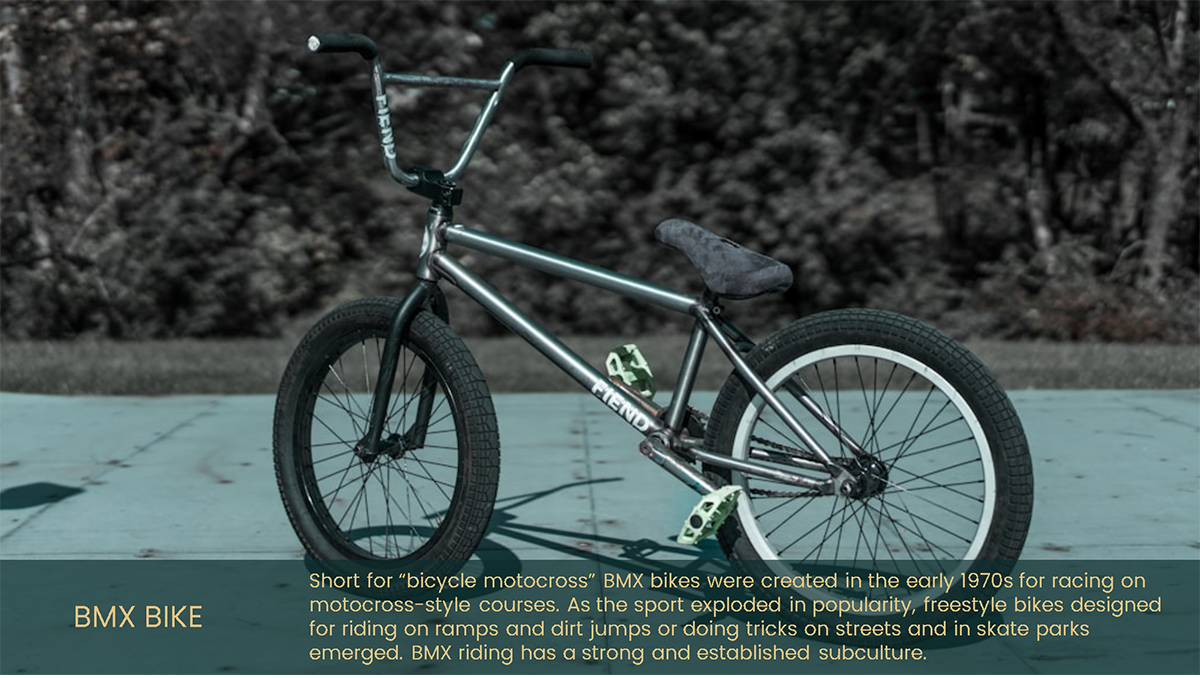 FIEND
FIEND
BMX BIKE
Short for “bicycle motocross” BMX bikes were created in the early 1970s for racing on
motocross-style courses. As the sport exploded in popularity, freestyle bikes designed
for riding on ramps and dirt jumps or doing tricks on streets and in skate parks
emerged. BMX riding has a strong and established subculture.